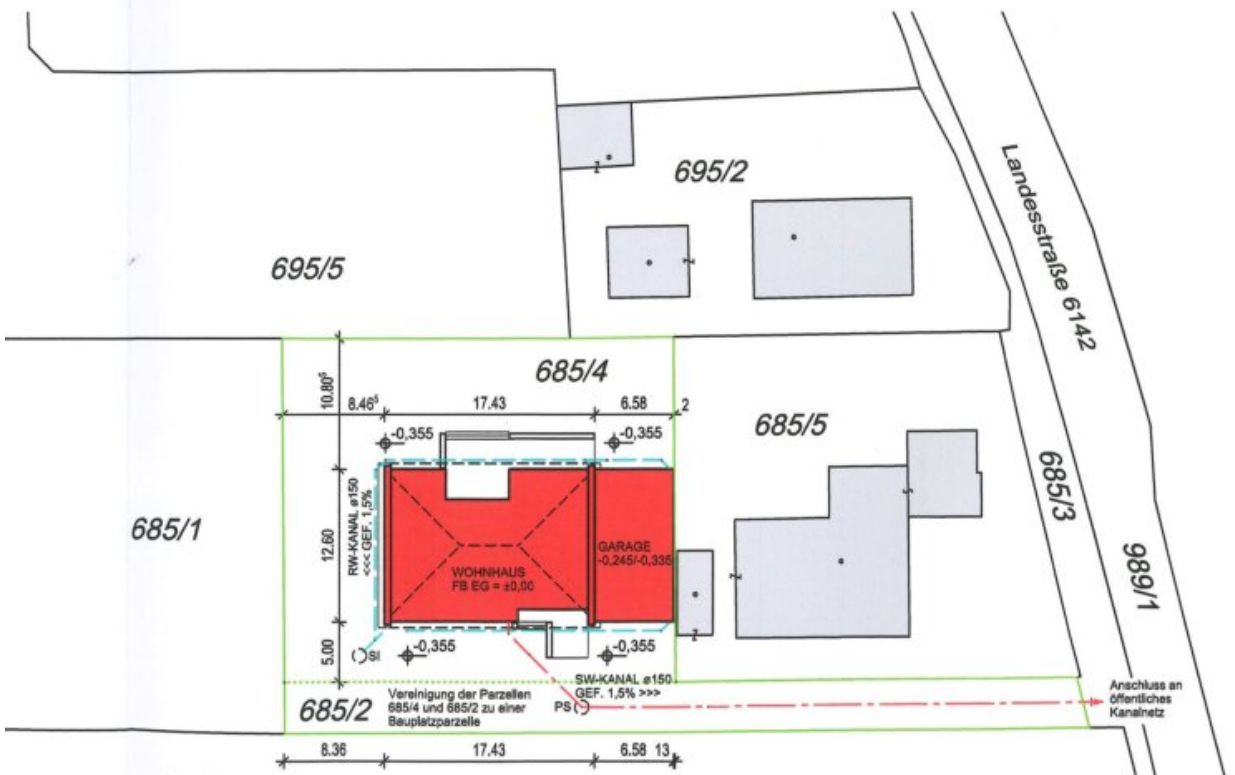 695/2
Landesstraße 6142
695/5
685/4
10.80⁵
8.46⁵
17.43
6.58
2
685/5
-0,355
-0,355
685/3
RW-KANAL ø150
<<< GEF. 1,5%
685/1
12.60
GARAGE
-0,245/-0,335
WOHNHAUS
FB EG = ±0,00
Z
Z
Z
Z
S
989/1
5.00
SI
-0,355
-0,355
SW-KANAL ø150
GEF. 1,5% >>>
PS
Vereinigung der Parzellen
685/4 und 685/2 zu einer
Bauplatzparzelle
685/2
Anschluss an
öffentliches
Kanalnetz
8.36
17.43
6.58
13